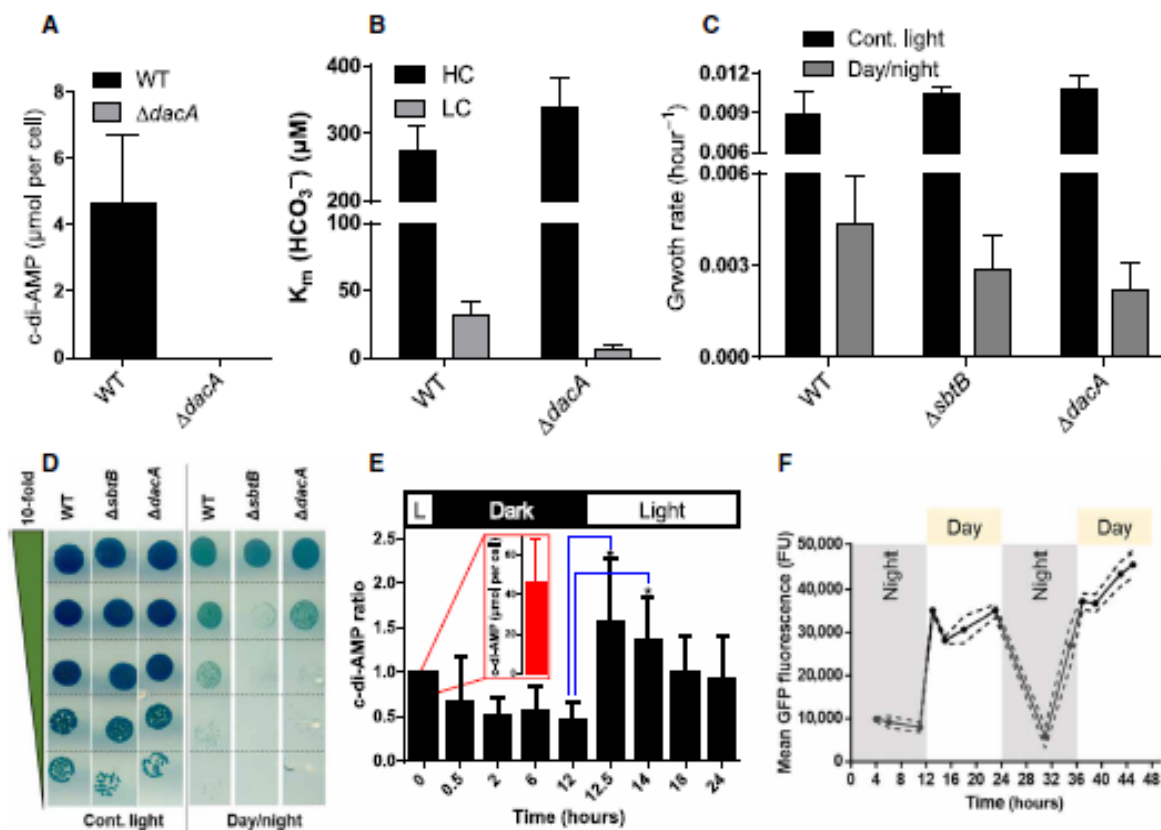 A
WT
ΔdacA
c-di-AMP (μmol per cell)
8
6
4
2
0
WT
ΔdacA
B
HC
LC
Km (HCO3−) (μM)
400
300
200
100
50
0
WT
ΔdacA
C
Cont. light
Day/night
Grwoth rate (hour−1)
0.012
0.009
0.006
0.006
0.003
0.000
WT
ΔsbtB
ΔdacA
D
10-fold
WT
ΔsbtB
ΔdacA
WT
ΔsbtB
ΔdacA
Cont. light
Day/night
E
L
Dark
Light
c-di-AMP ratio
2.5
2.0
1.5
1.0
0.5
0.0
c-di-AMP (μmol per cell)
60
40
20
0
*
*
0
0.5
2
6
12
12.5
14
18
24
Time (hours)
F
Day
Day
Night
Night
Mean GFP fluorescence (FU)
50,000
40,000
30,000
20,000
10,000
0
0 4 8 12 16 20 24 28 32 36 40 44 48
Time (hours)